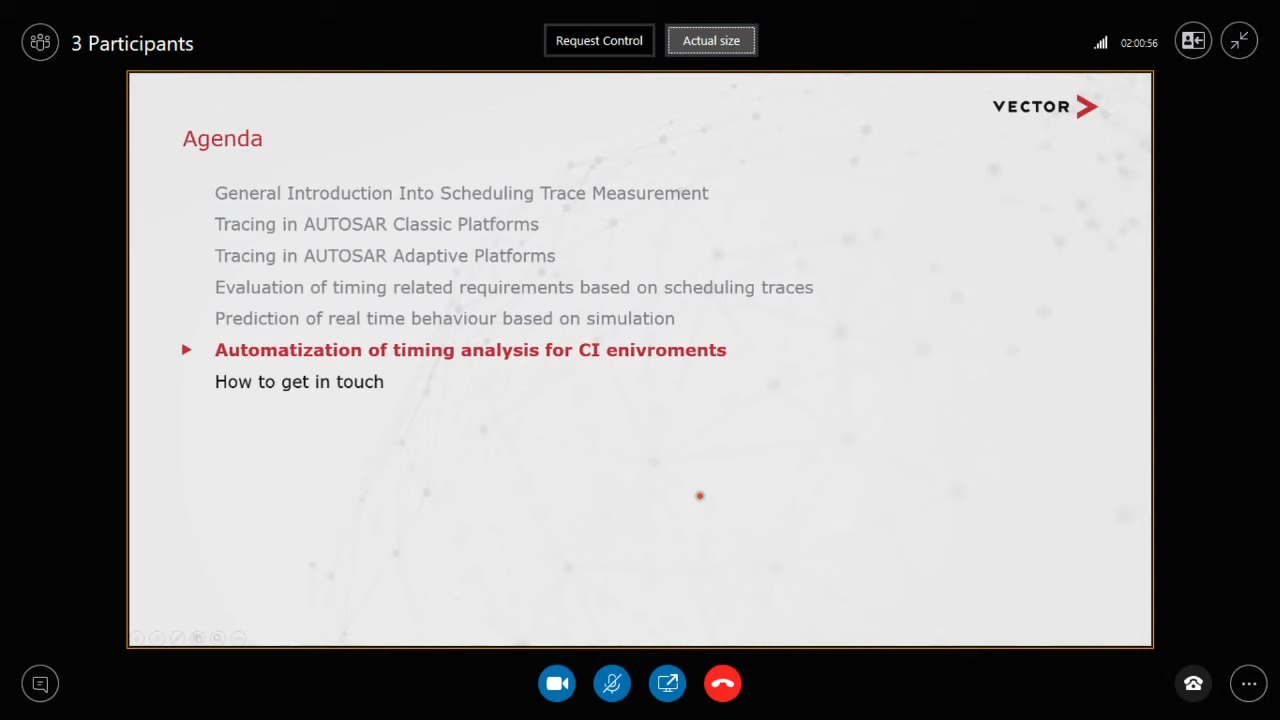 3 Participants
Request Control
Actual size
02:00:56
VECTOR
Agenda
General Introduction Into Scheduling Trace Measurement
Tracing in AUTOSAR Classic Platforms
Tracing in AUTOSAR Adaptive Platforms
Evaluation of timing related requirements based on scheduling traces
Prediction of real time behaviour based on simulation
Automatization of timing analysis for CI enivroments
How to get in touch